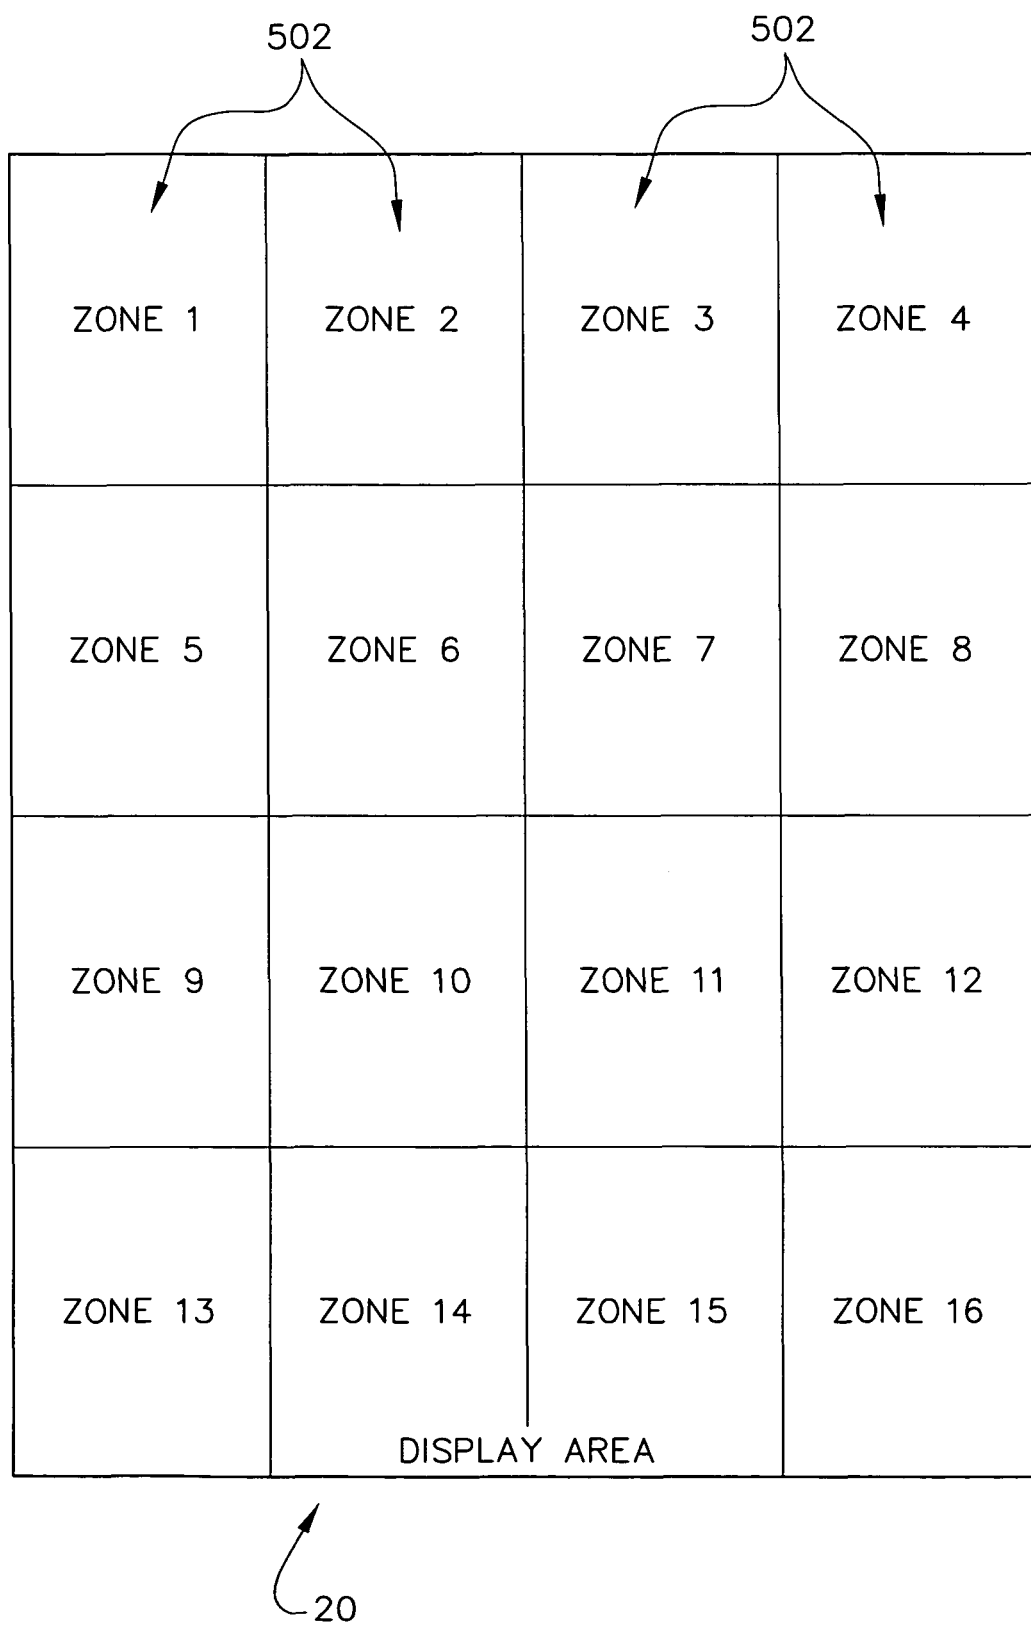 502 502
ZONE 1 ZONE 2 ZONE 3 ZONE 4
ZONE 5 ZONE 6 ZONE 7 ZONE 8
ZONE 9 ZONE 10 ZONE 11 ZONE 12
ZONE 13 ZONE 14 ZONE 15 ZONE 16
DISPLAY AREA
20